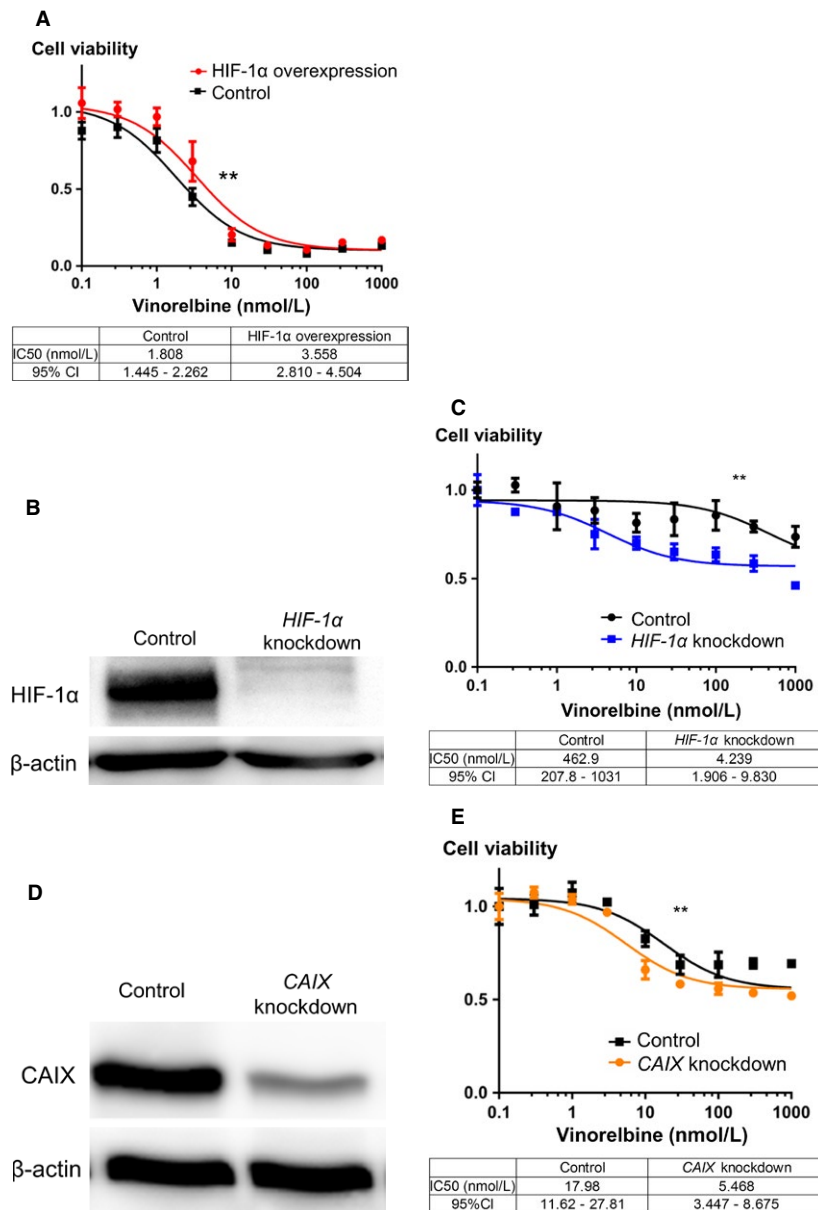 A
Cell viability
HIF-1α overexpression
Control
1.0
**
0.5
0.0
0.1 1 10 100 1000
Vinorelbine (nmol/L)
Control HIF-1α overexpression
IC50 (nmol/L) 1.808 3.558
95% CI 1.445 - 2.262 2.810 - 4.504
B
Control HIF-1α knockdown
HIF-1α
β-actin
C
Cell viability
**
1.0
0.5
Control
HIF-1α knockdown
0.0
0.1 1 10 100 1000
Vinorelbine (nmol/L)
Control HIF-1α knockdown
IC50 (nmol/L) 462.9 4.239
95% CI 207.8 - 1031 1.906 - 9.830
D
Control CAIX knockdown
CAIX
β-actin
E
Cell viability
**
1.0
0.5
Control
CAIX knockdown
0.0
0.1 1 10 100 1000
Vinorelbine (nmol/L)
Control CAIX knockdown
IC50 (nmol/L) 17.98 5.468
95%CI 11.62 - 27.81 3.447 - 8.675